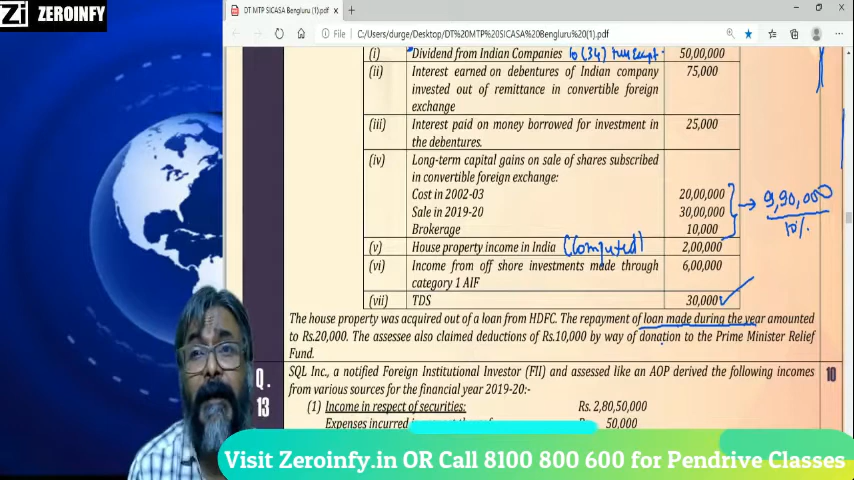 Zi ZEROINFY
DT MTP SICASA Bengluru(1).pdf
File C:/Users/durge/Desktop/DT%20MTP%20SICASA%20Bengluru%20(1).pdf
(i) Dividend from Indian Companies 10(34) 50,00,000
(ii) Interest earned on debentures of Indian company 75,000
invested out of remittance in convertible foreign
exchange
(iii) Interest paid on money borrowed for investment in 25,000
the debentures.
(iv) Long-term capital gains on sale of shares subscribed
in convertible foreign exchange:
Cost in 2002-03 20,00,000
Sale in 2019-20 30,00,000
Brokerage 10,000
9,90,000
10%
(v) House property income in India (Computed) 2,00,000
(vi) Income from off shore investments made through 6,00,000
category 1 AIF
(vii) TDS 30,000
The house property was acquired out of a loan from HDFC. The repayment of loan made during the year amounted
to Rs.20,000. The assessee also claimed deductions of Rs.10,000 by way of donation to the Prime Minister Relief
Fund.
Q. 13
SQL Inc., a notified Foreign Institutional Investor (FII) and assessed like an AOP derived the following incomes 10
from various sources for the financial year 2019-20:-
(1) Income in respect of securities: Rs. 2,80,50,000
Expenses incurred 50,000
Visit Zeroinfy.in OR Call 8100 800 600 for Pendrive Classes